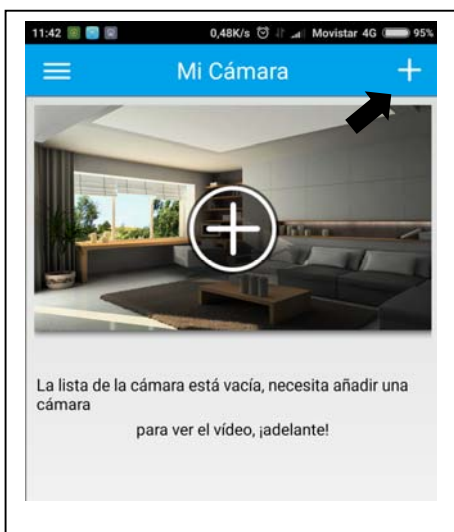 11:42 0,48K/s Movistar 4G 95%
Mi Cámara
La lista de la cámara está vacía, necesita añadir una
cámara
para ver el vídeo, ¡adelante!